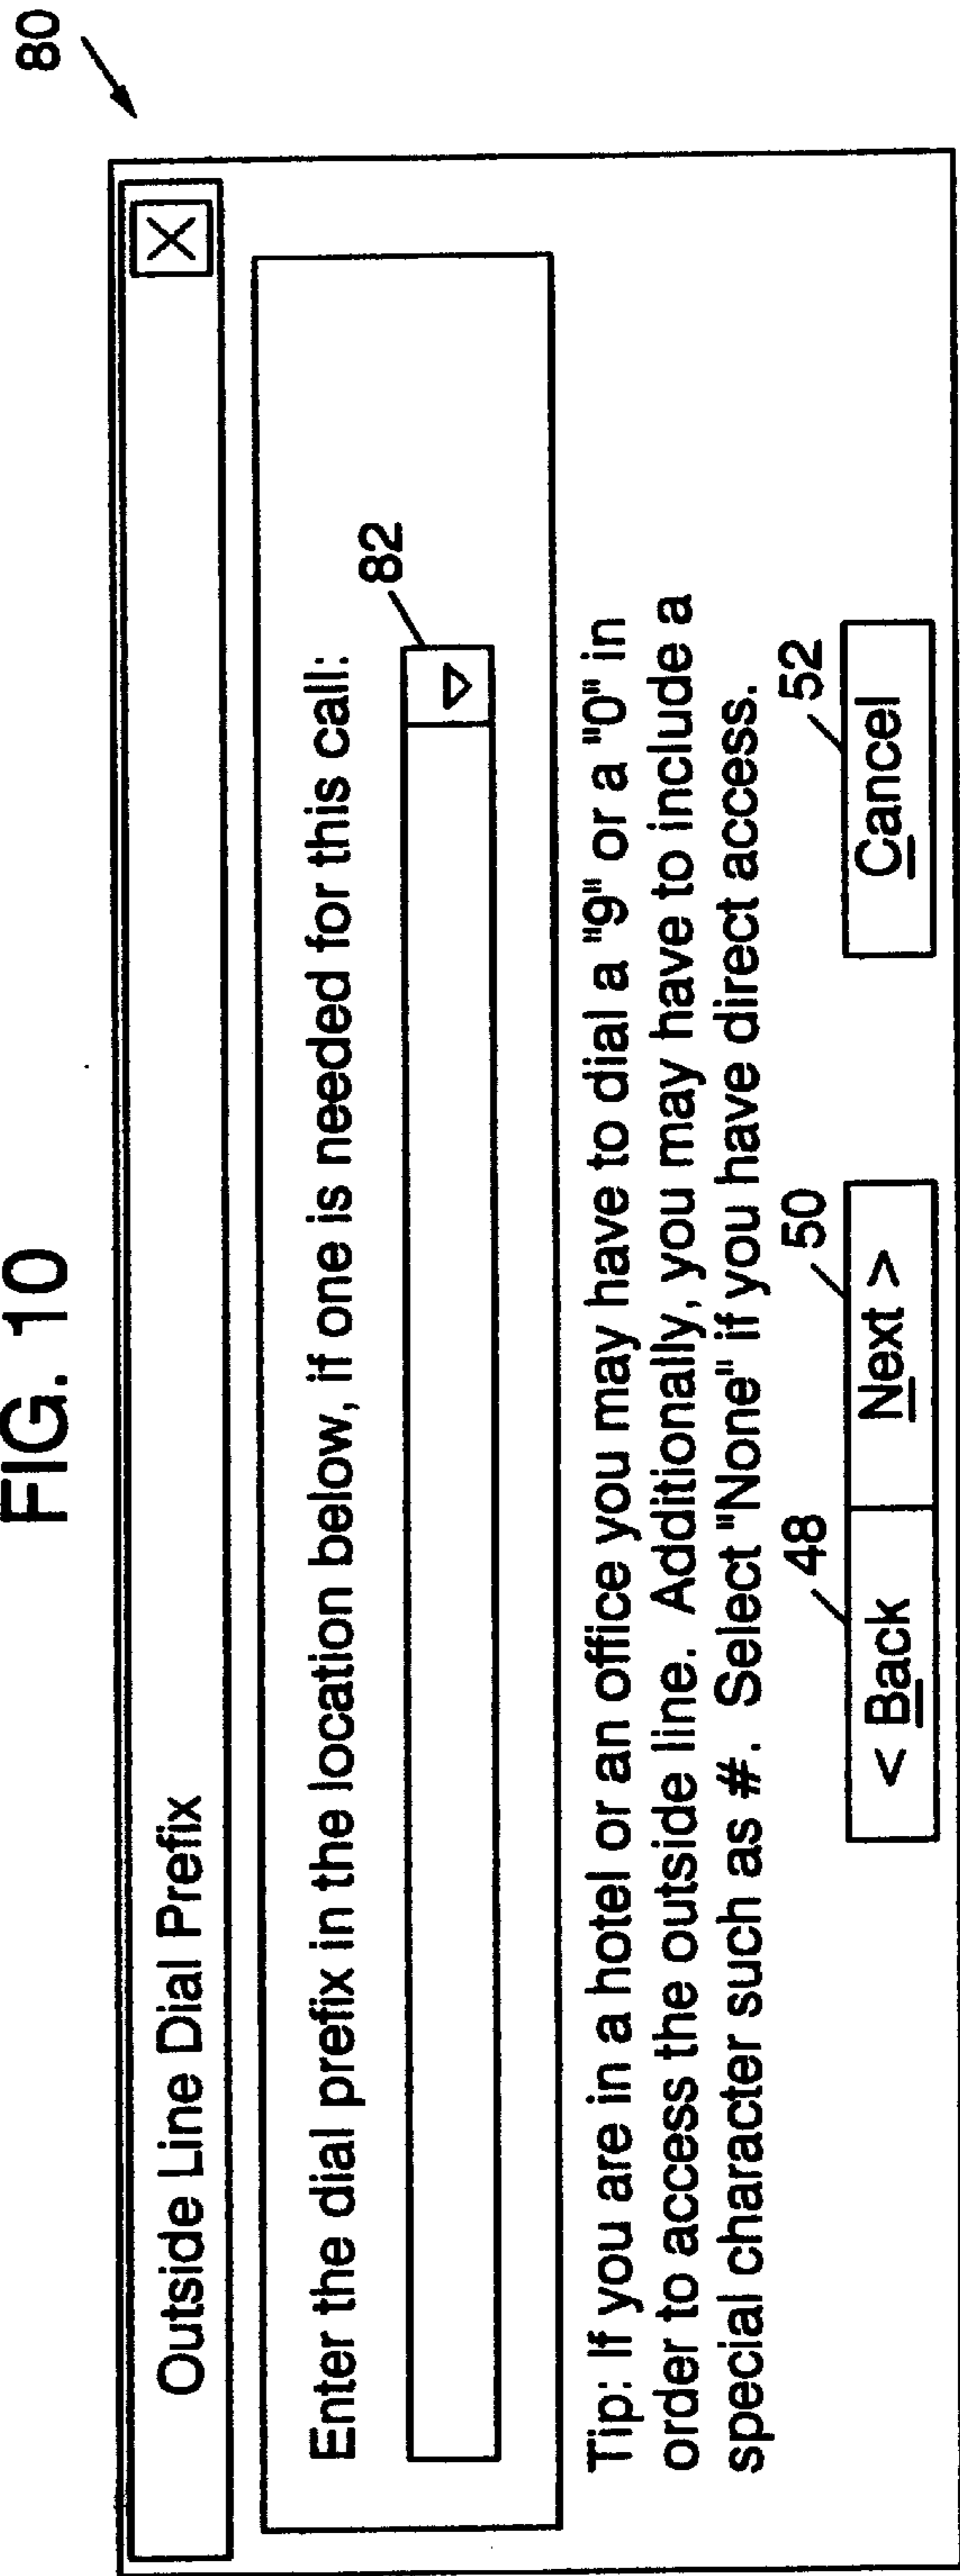 FIG. 10
80
Outside Line Dial Prefix
X
Enter the dial prefix in the location below, if one is needed for this call:
82
Tip: If you are in a hotel or an office you may have to dial a "9" or a "0" in
order to access the outside line. Additionally, you may have to include a
special character such as #. Select "None" if you have direct access.
48
50
52
< Back
Next >
Cancel